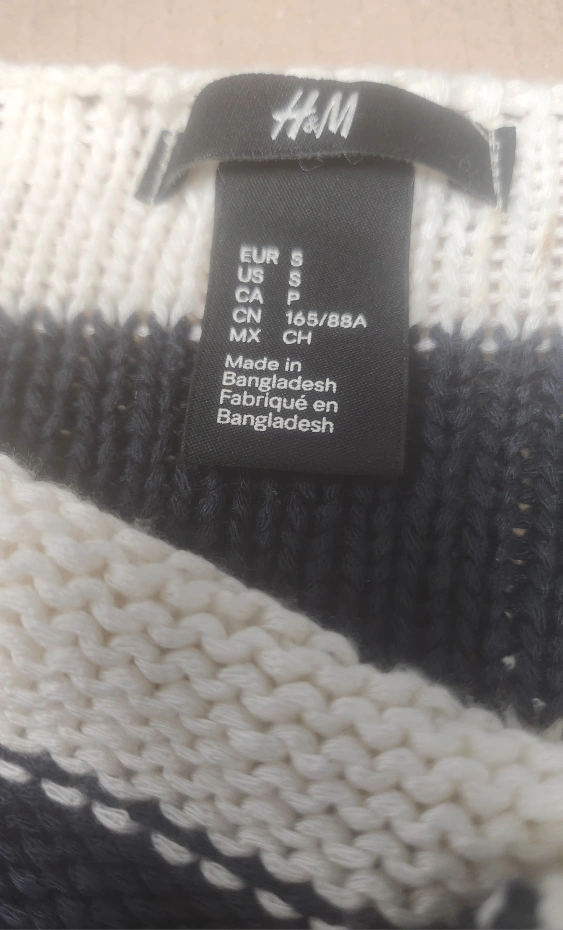 H&M
EUR S
US S
CA P
CN 165/88A
MX CH
Made in
Bangladesh
Fabriqué en
Bangladesh